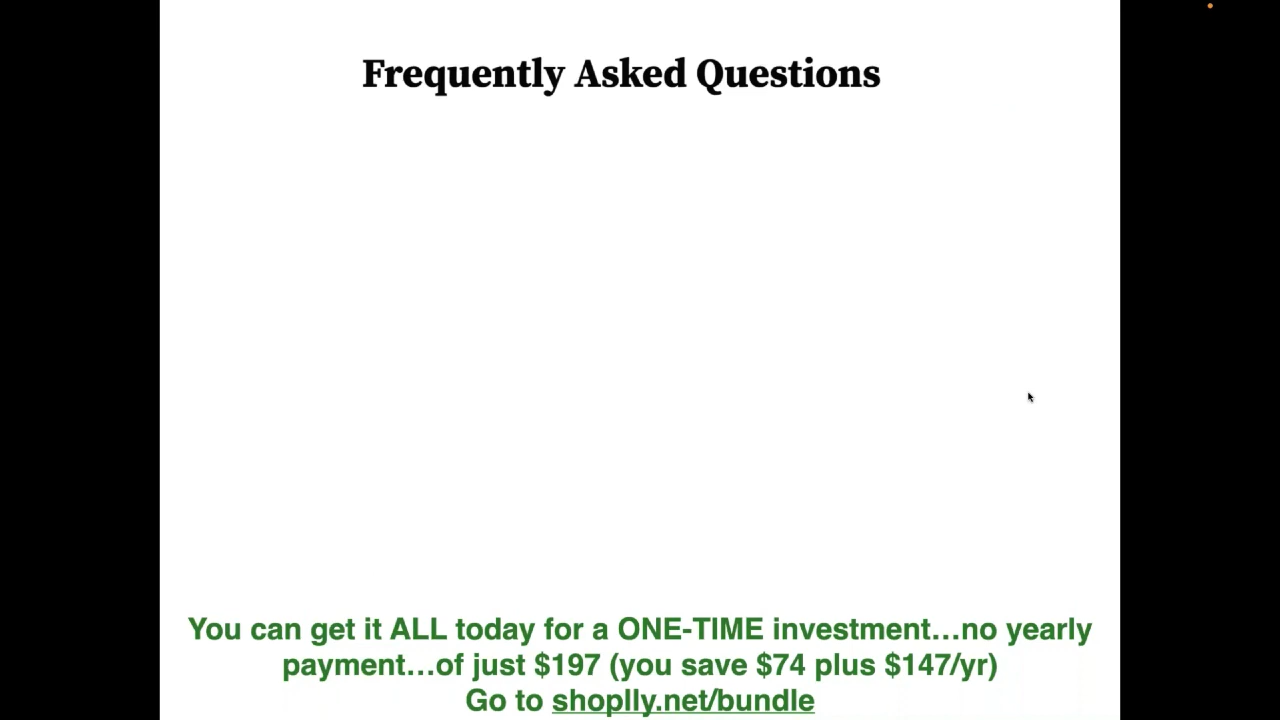 Frequently Asked Questions
You can get it ALL today for a ONE-TIME investment…no yearly
payment…of just $197 (you save $74 plus $147/yr)
Go to shoplly.net/bundle